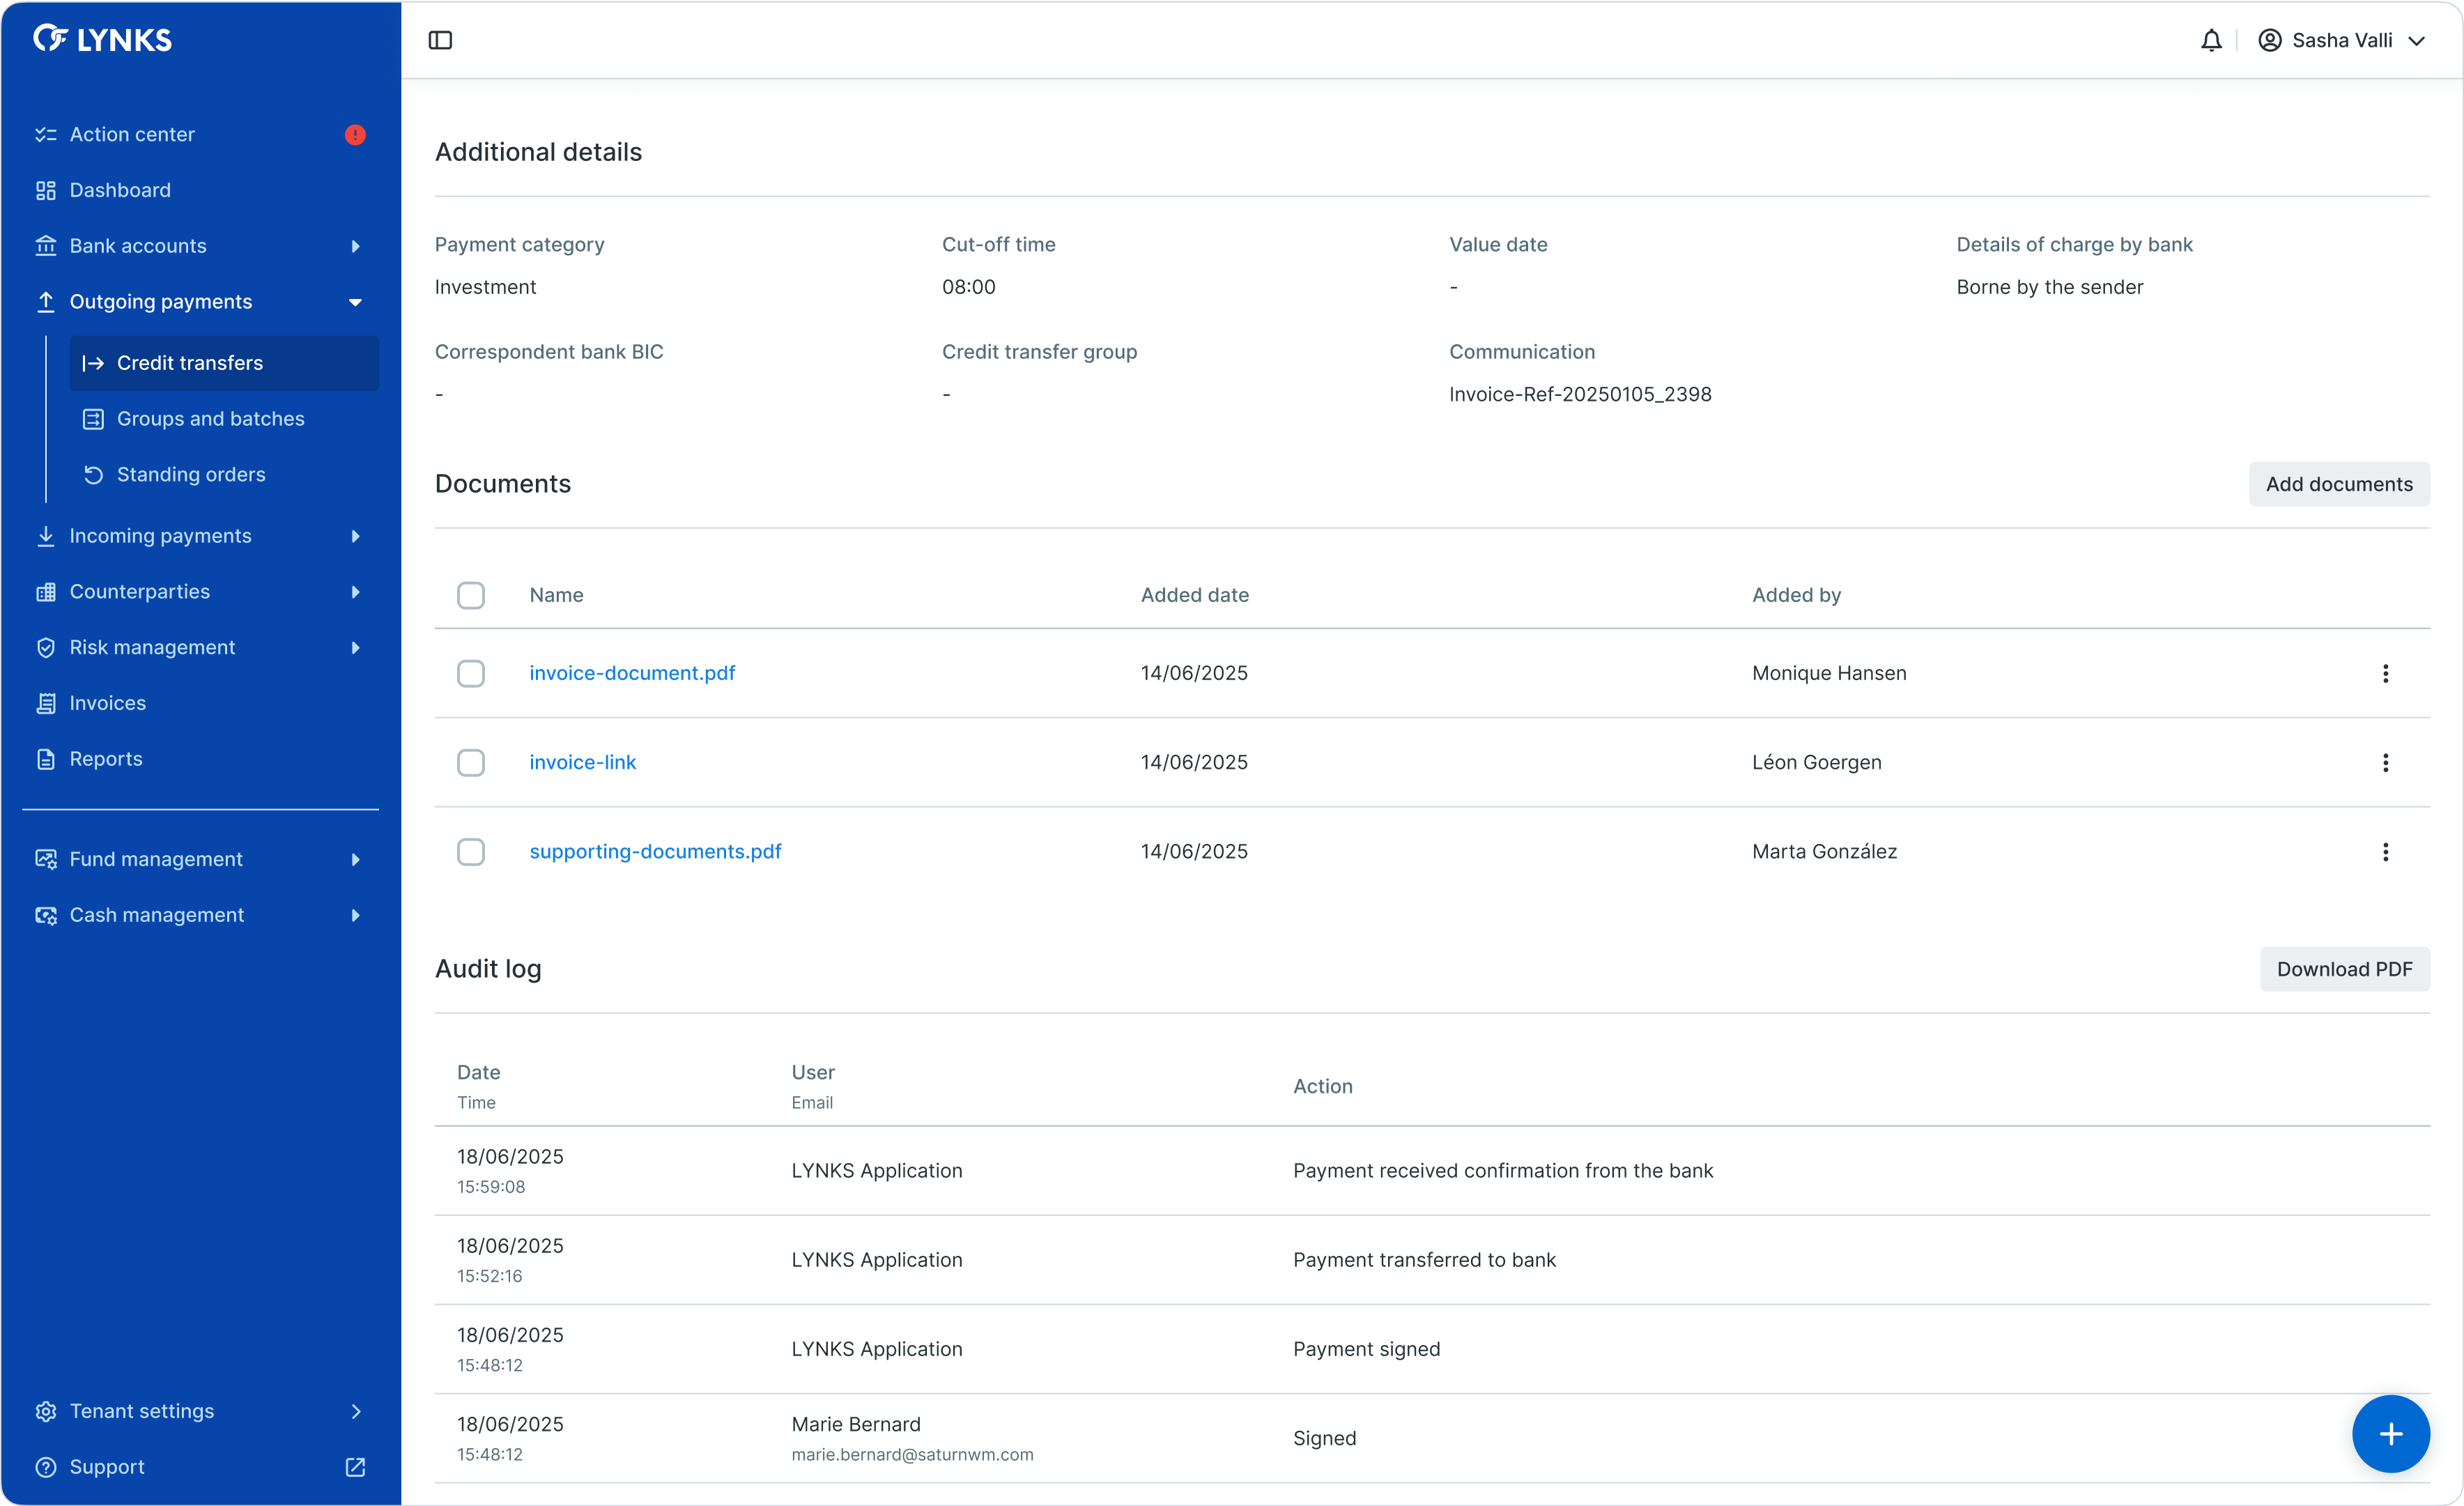 LYNKS
Sasha Valli
Action center
Dashboard
Bank accounts
Outgoing payments
Credit transfers
Groups and batches
Standing orders
Incoming payments
Counterparties
Risk management
Invoices
Reports
Fund management
Cash management
Tenant settings
Support
Additional details
Payment category
Investment
Cut-off time
08:00
Value date
-
Details of charge by bank
Borne by the sender
Correspondent bank BIC
-
Credit transfer group
-
Communication
Invoice-Ref-20250105_2398
Documents
Add documents
Name Added date Added by
invoice-document.pdf 14/06/2025 Monique Hansen
invoice-link 14/06/2025 Léon Goergen
supporting-documents.pdf 14/06/2025 Marta González
Audit log
Download PDF
Date User Action
Time Email
18/06/2025 LYNKS Application Payment received confirmation from the bank
15:59:08
18/06/2025 LYNKS Application Payment transferred to bank
15:52:16
18/06/2025 LYNKS Application Payment signed
15:48:12
18/06/2025 Marie Bernard Signed
15:48:12 marie.bernard@saturnwm.com